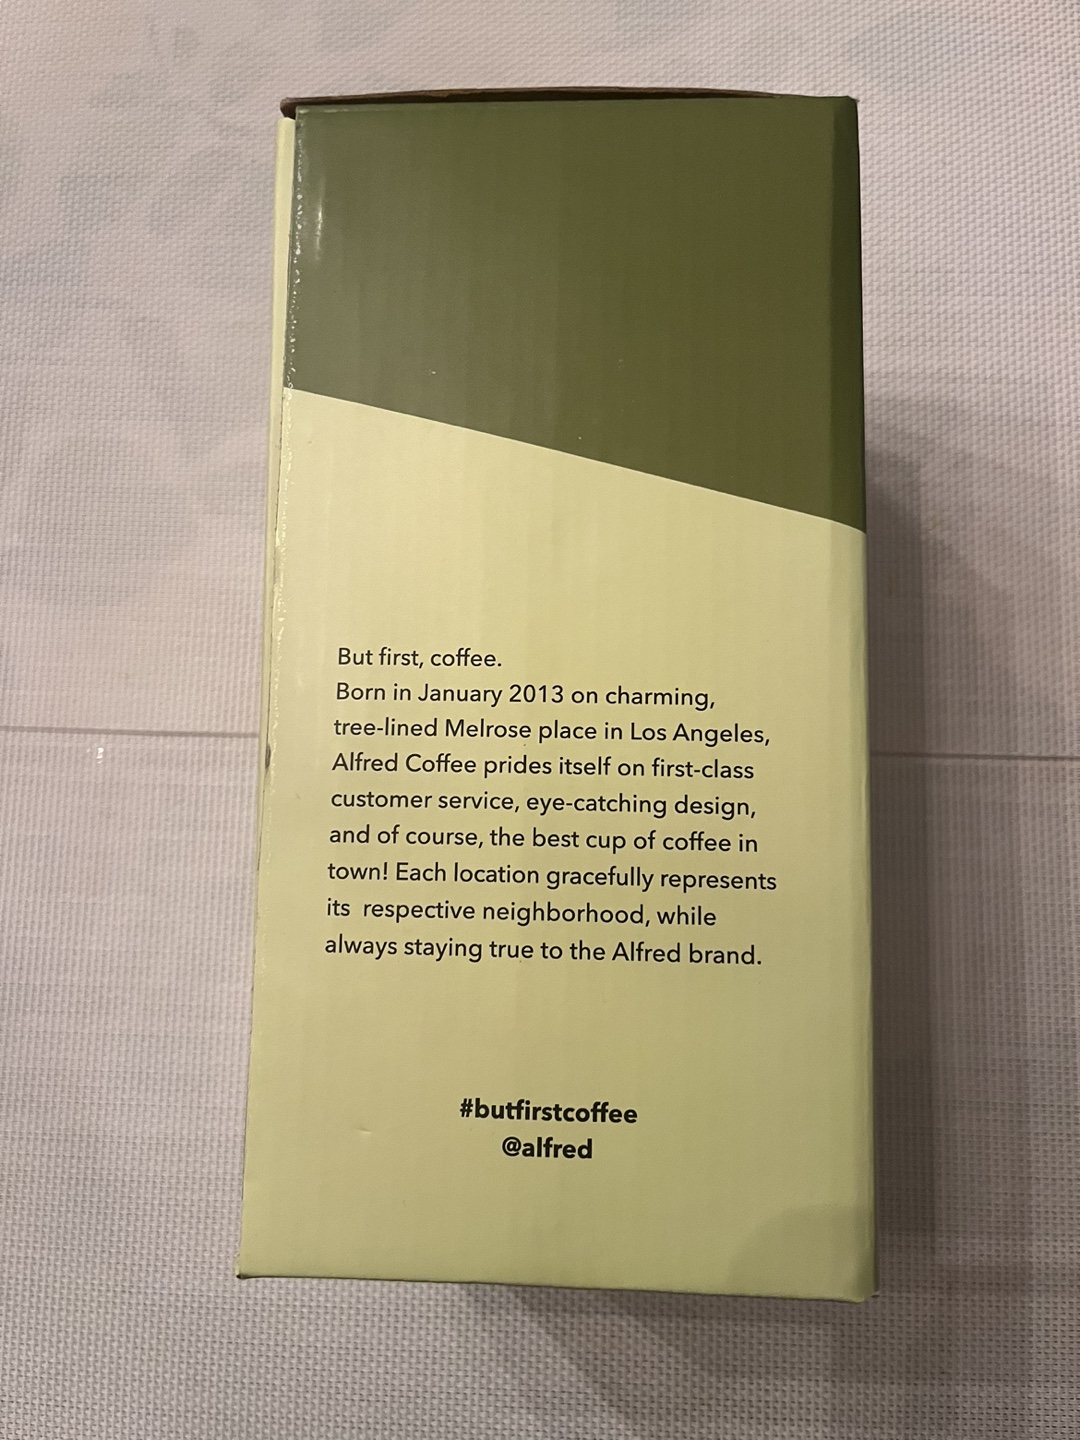 But first, coffee.
Born in January 2013 on charming,
tree-lined Melrose place in Los Angeles,
Alfred Coffee prides itself on first-class
customer service, eye-catching design,
and of course, the best cup of coffee in
town! Each location gracefully represents
its  respective neighborhood, while
always staying true to the Alfred brand.
#butfirstcoffee
@alfred